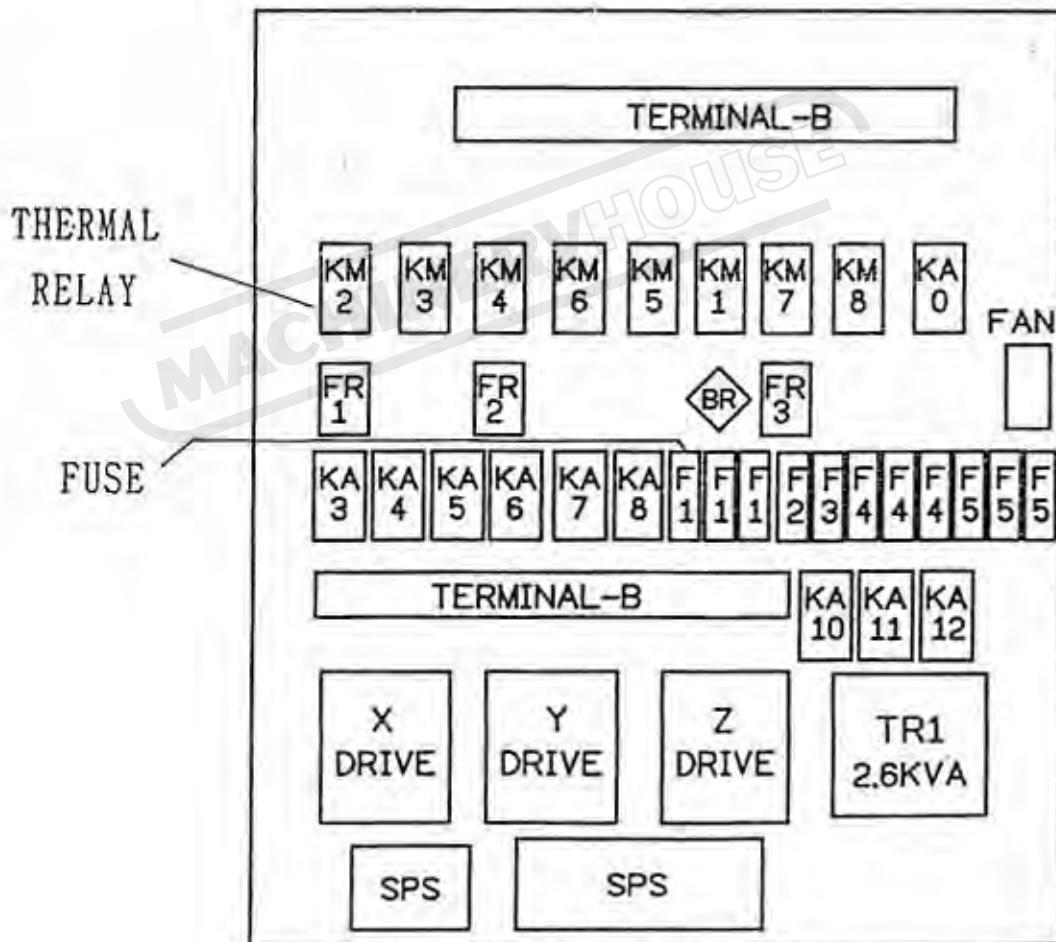 TERMINAL-B
THERMAL
RELAY
KM 2
KM 3
KM 4
KM 6
KM 5
KM 1
KM 7
KM 8
KA 0
FAN
MACHINERYHOUSE
FR 1
FR 2
BR
FR 3
FUSE
KA 3
KA 4
KA 5
KA 6
KA 7
KA 8
F 1
F 1
F 1
F 2
F 3
F 4
F 4
F 4
F 5
F 5
F 5
TERMINAL-B
KA 10
KA 11
KA 12
X
DRIVE
Y
DRIVE
Z
DRIVE
TR1
2.6KVA
SPS
SPS